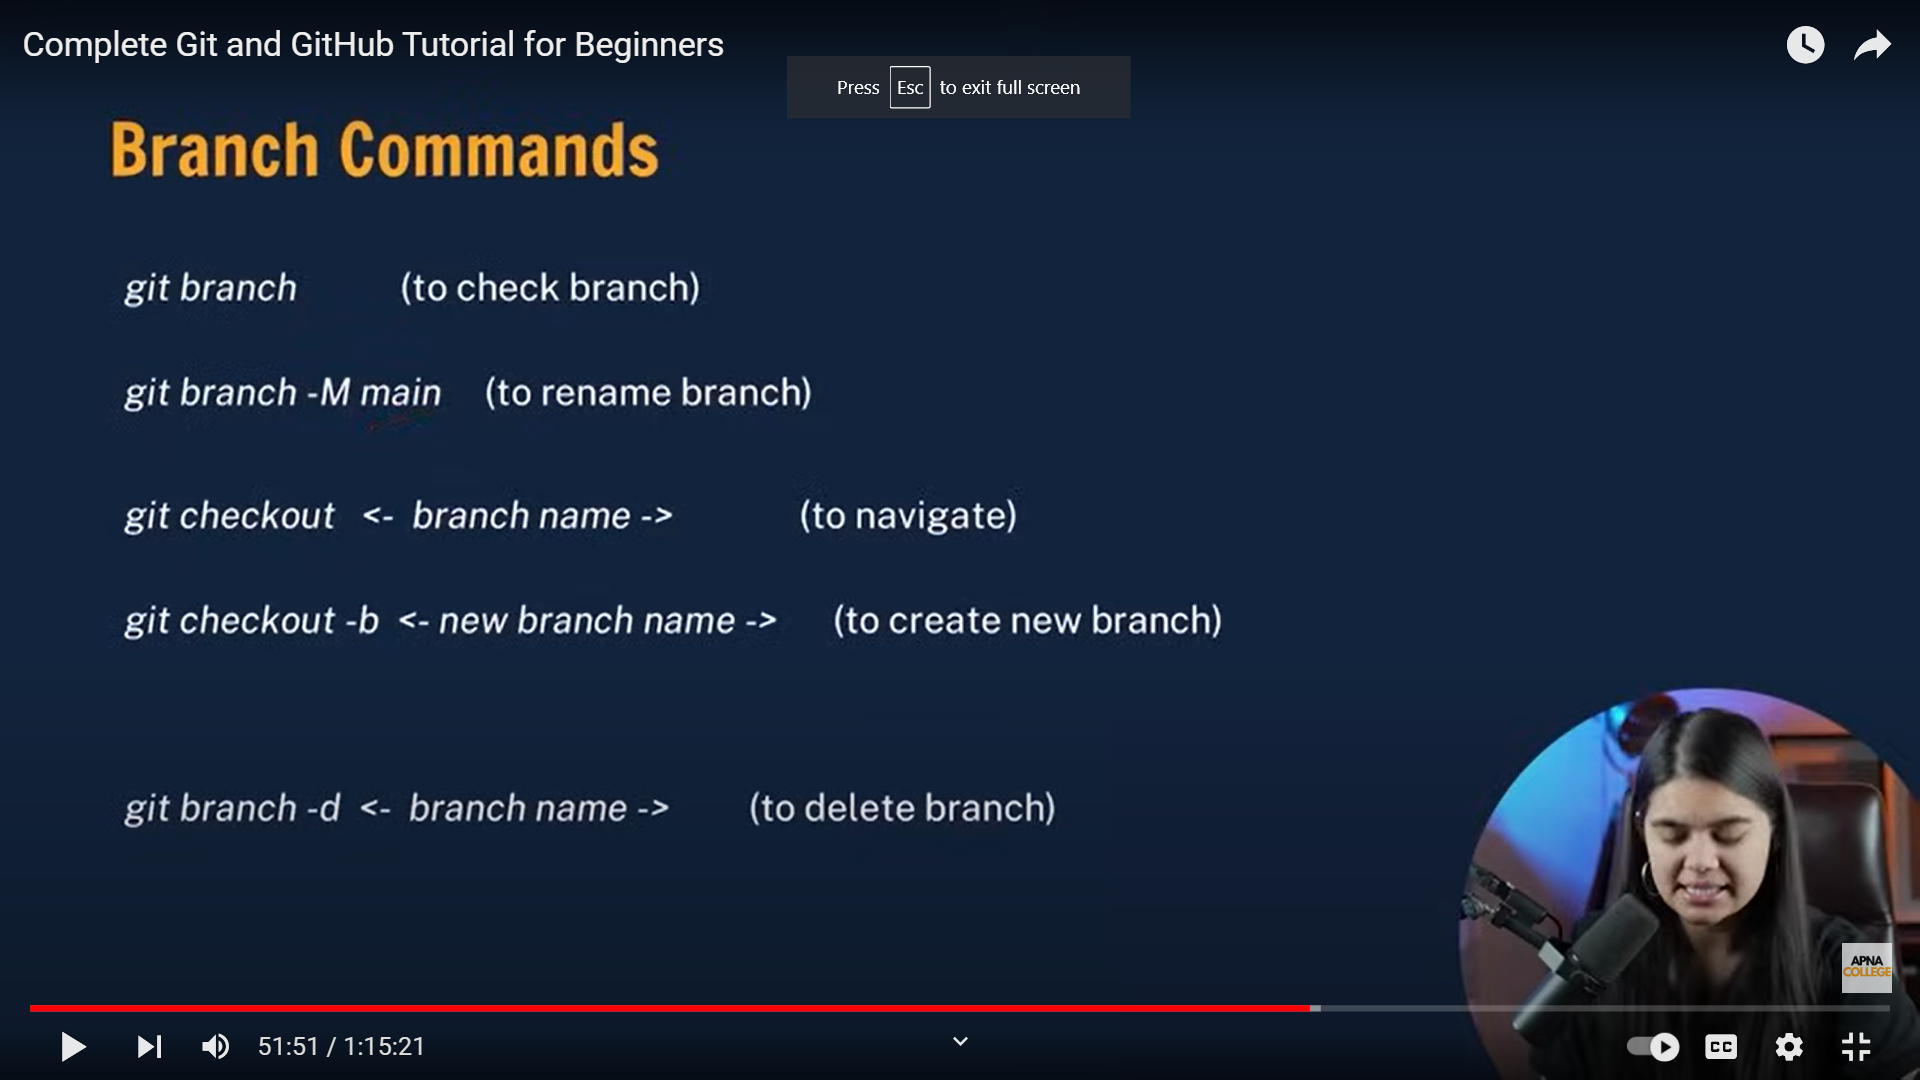 Complete Git and GitHub Tutorial for Beginners
Press Esc to exit full screen
Branch Commands
git branch (to check branch)
git branch -M main (to rename branch)
git checkout <- branch name -> (to navigate)
git checkout -b <- new branch name -> (to create new branch)
git branch -d <- branch name -> (to delete branch)
APNA
COLLEGE
51:51 / 1:15:21
CC